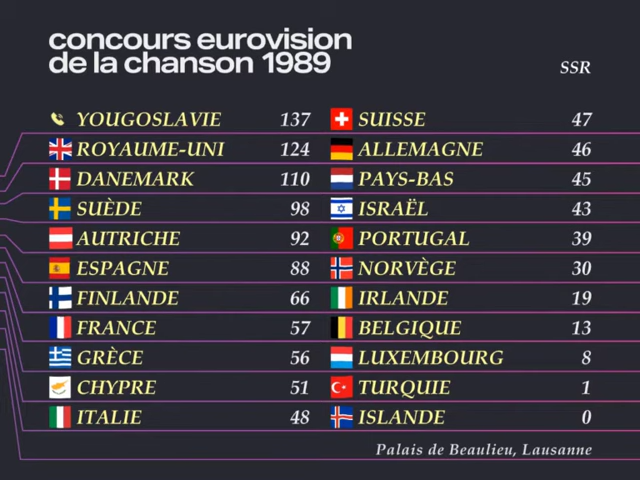 concours eurovision
de la chanson 1989
SSR
YOUGOSLAVIE 137
ROYAUME-UNI 124
DANEMARK 110
SUÈDE 98
AUTRICHE 92
ESPAGNE 88
FINLANDE 66
FRANCE 57
GRÈCE 56
CHYPRE 51
ITALIE 48
SUISSE 47
ALLEMAGNE 46
PAYS-BAS 45
ISRAËL 43
PORTUGAL 39
NORVÈGE 30
IRLANDE 19
BELGIQUE 13
LUXEMBOURG 8
TURQUIE 1
ISLANDE 0
Palais de Beaulieu, Lausanne